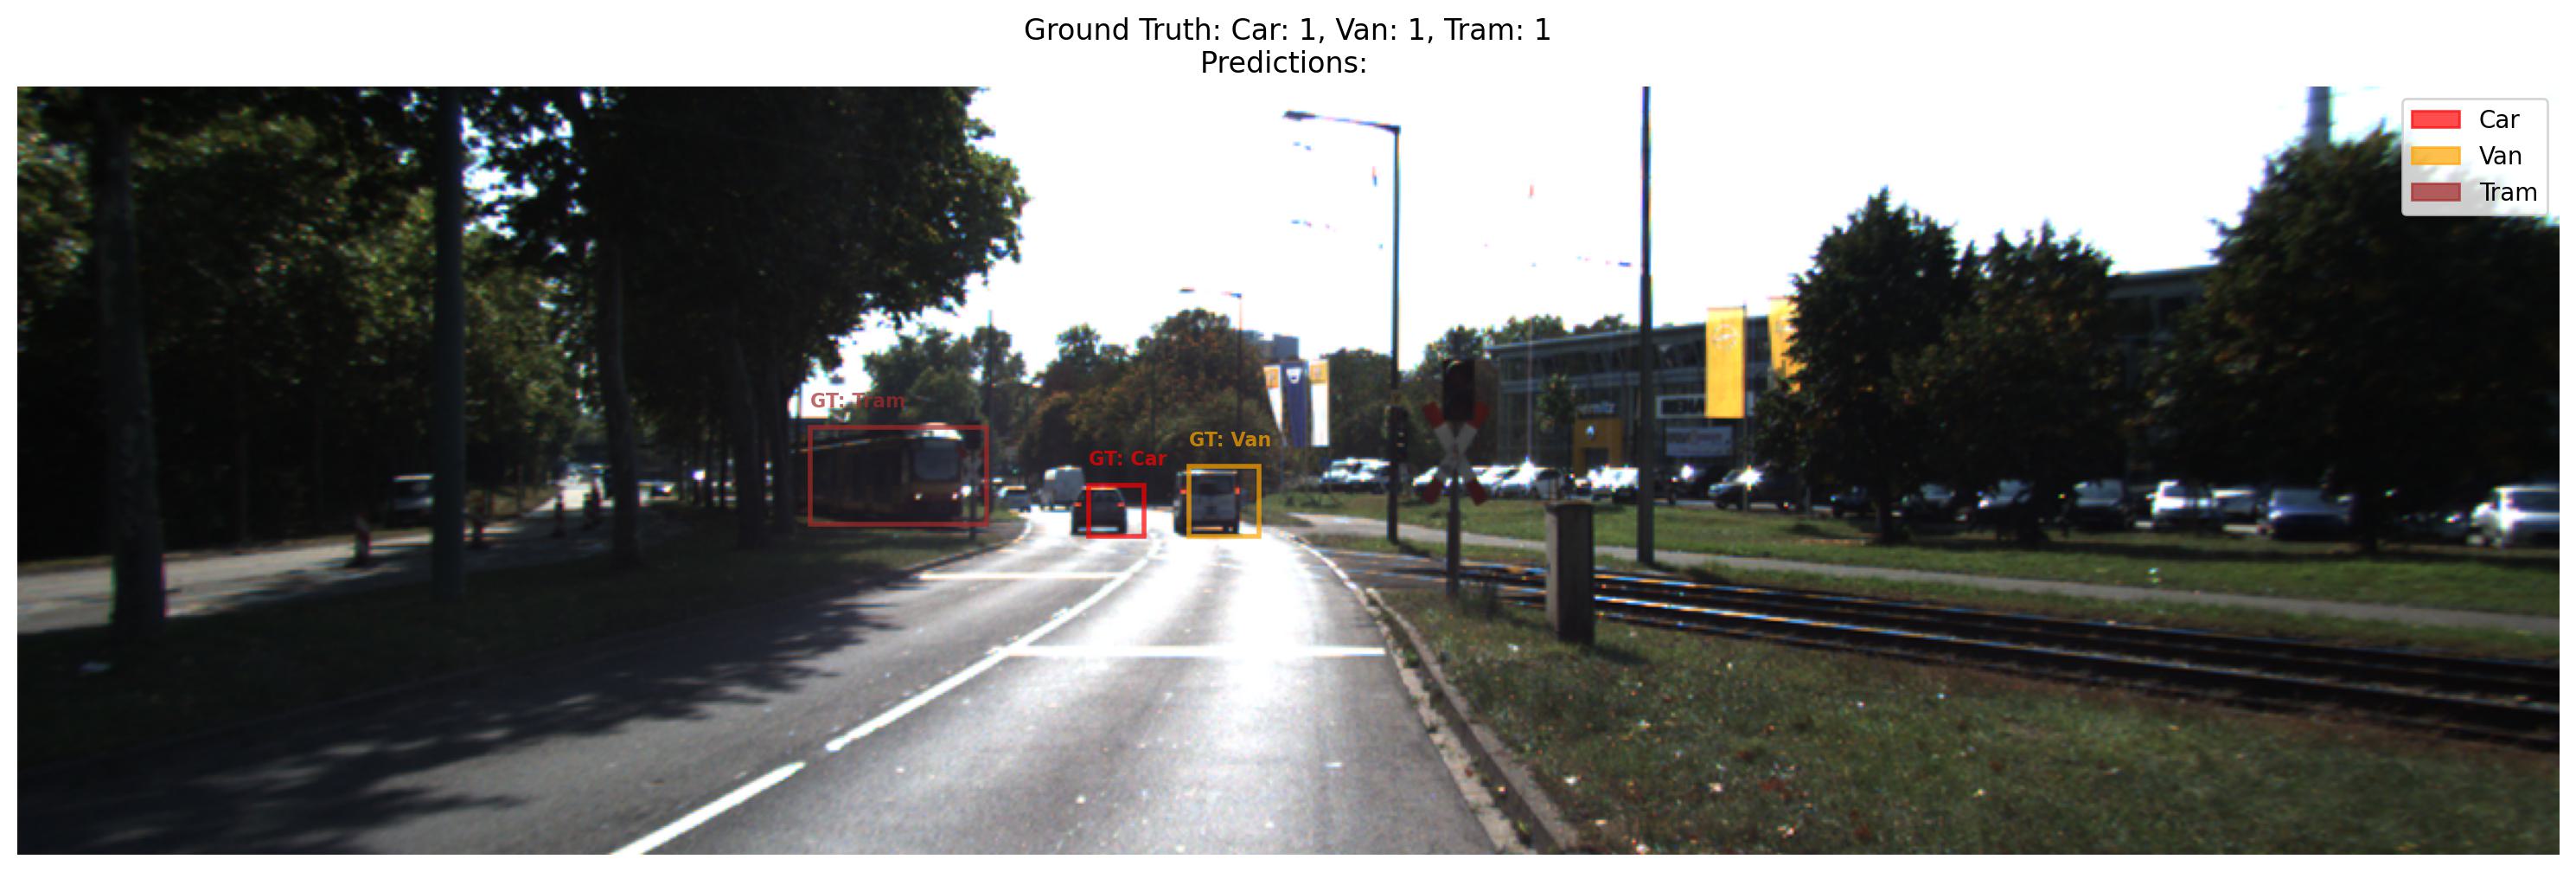 Ground Truth: Car: 1, Van: 1, Tram: 1
Predictions:
Car
Van
Tram
GT: Tram
GT: Car
GT: Van